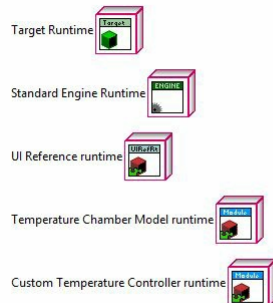 Target Runtime
Target
Standard Engine Runtime
ENGINE
UI Reference runtime
UIRefRt
Temperature Chamber Model runtime
Module
Custom Temperature Controller runtime
Module